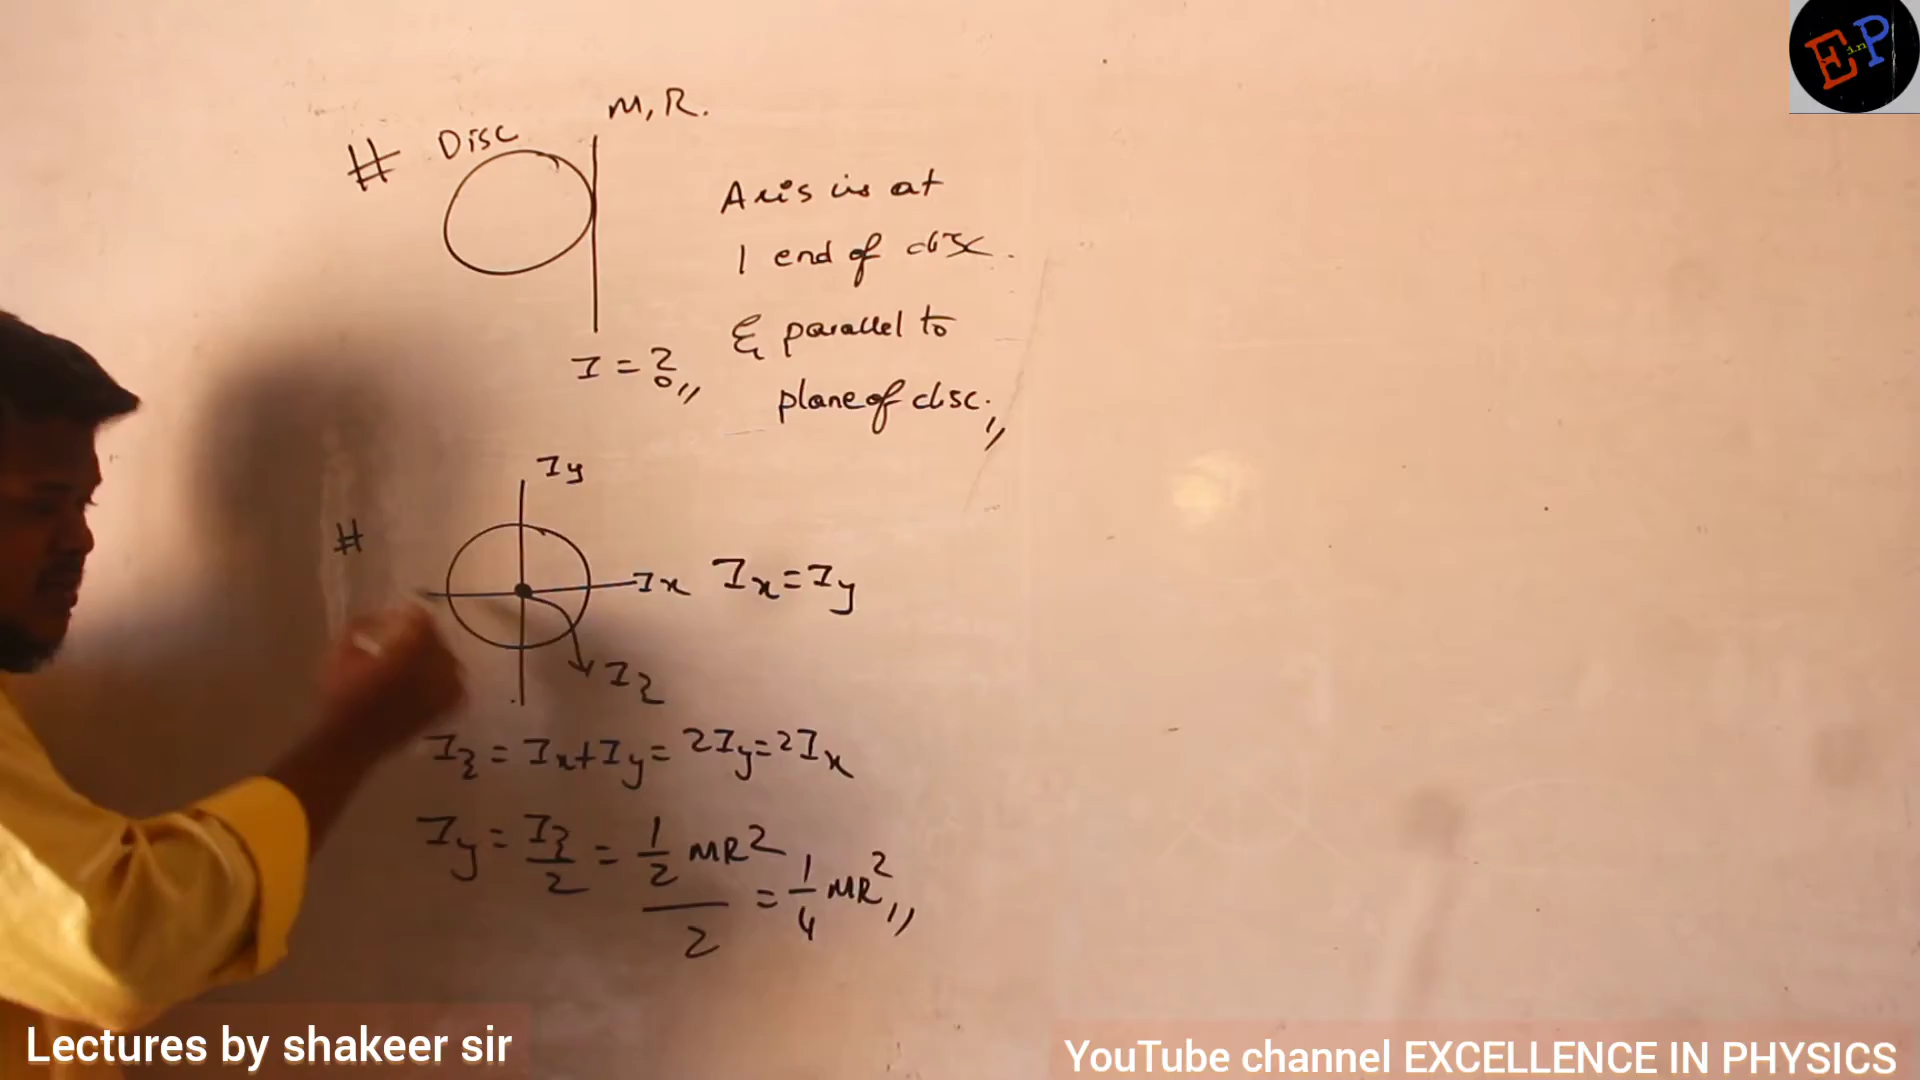 E in P
M, R.
# Disc
Axis is at
1 end of disc.
& parallel to
plane of disc.,,
I = ?,,
Iy
#
Ix Ix = Iy
Iz
Iz = Ix + Iy = 2Iy = 2Ix
Iy = Iz/2 = (1/2 MR²)/2 = 1/4 MR²,,
Lectures by shakeer sir
YouTube channel EXCELLENCE IN PHYSICS